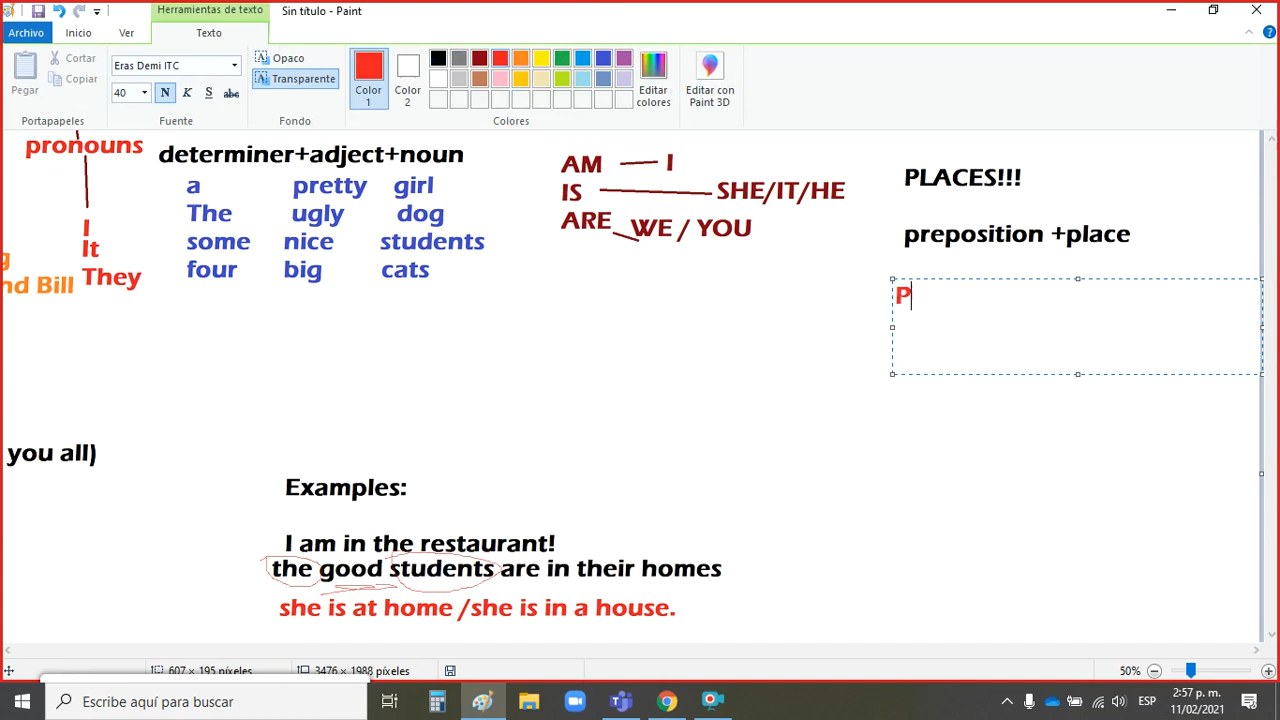 Herramientas de texto
Sin título - Paint
Archivo
Inicio
Ver
Texto
Pegar
Cortar
Copiar
Portapapeles
Eras Demi ITC
40
N
K
S
abc
Fuente
Opaco
Transparente
Fondo
Color 1
Color 2
Colores
Editar colores
Editar con Paint 3D
pronouns
determiner+adject+noun
a pretty girl
The ugly dog
some nice students
four big cats
I
It
They
nd Bill
AM I
IS SHE/IT/HE
ARE WE / YOU
PLACES!!!
preposition +place
P
you all)
Examples:
I am in the restaurant!
the good students are in their homes
she is at home /she is in a house.
607 × 195 píxeles
3476 × 1988 píxeles
50%
Escribe aquí para buscar
ESP
2:57 p. m.
11/02/2021